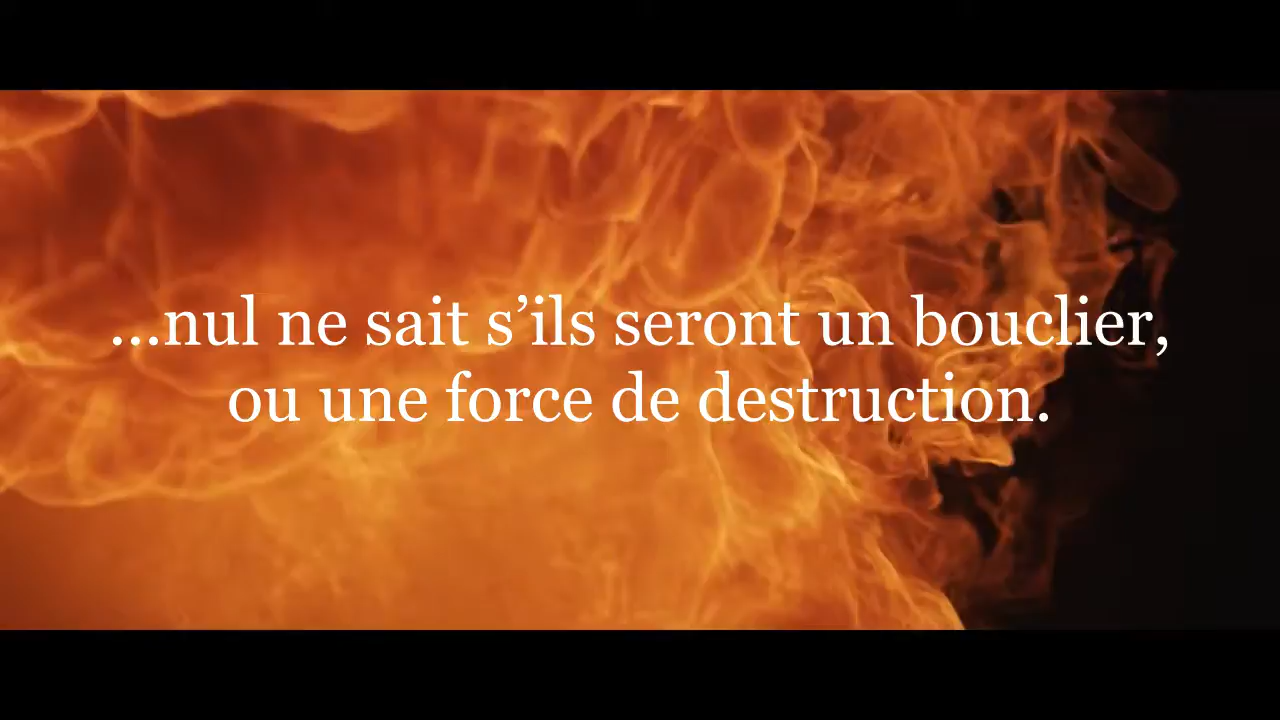 ...nul ne sait s’ils seront un bouclier,
ou une force de destruction.